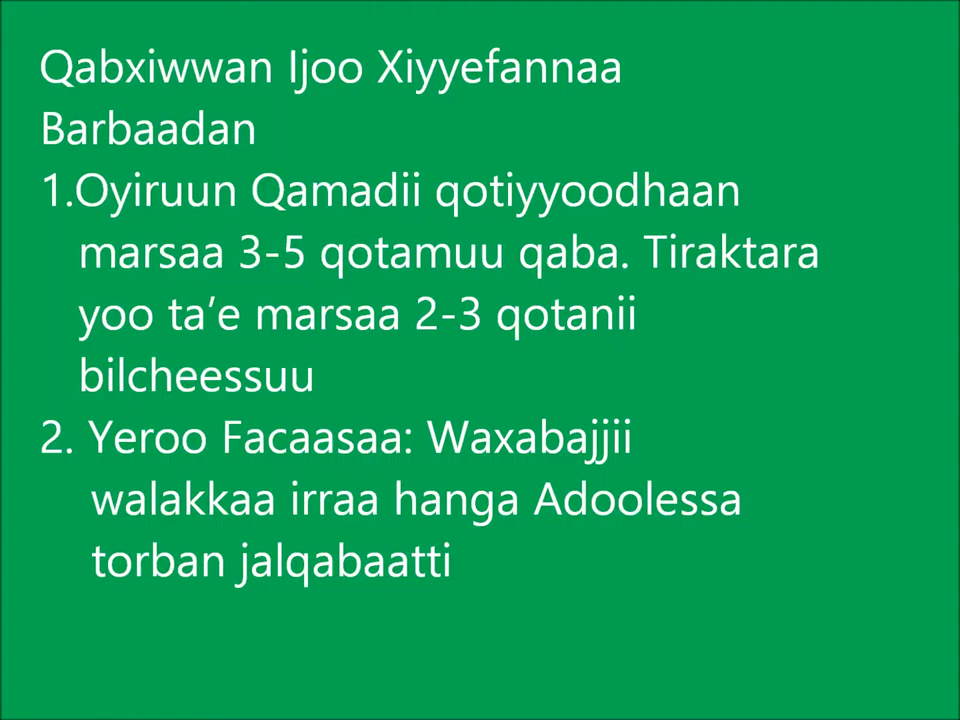 Qabxiwwan Ijoo Xiyyefannaa
Barbaadan
1.Oyiruun Qamadii qotiyyoodhaan
marsaa 3-5 qotamuu qaba. Tiraktara
yoo ta’e marsaa 2-3 qotanii
bilcheessuu
2. Yeroo Facaasaa: Waxabajjii
walakkaa irraa hanga Adoolessa
torban jalqabaatti